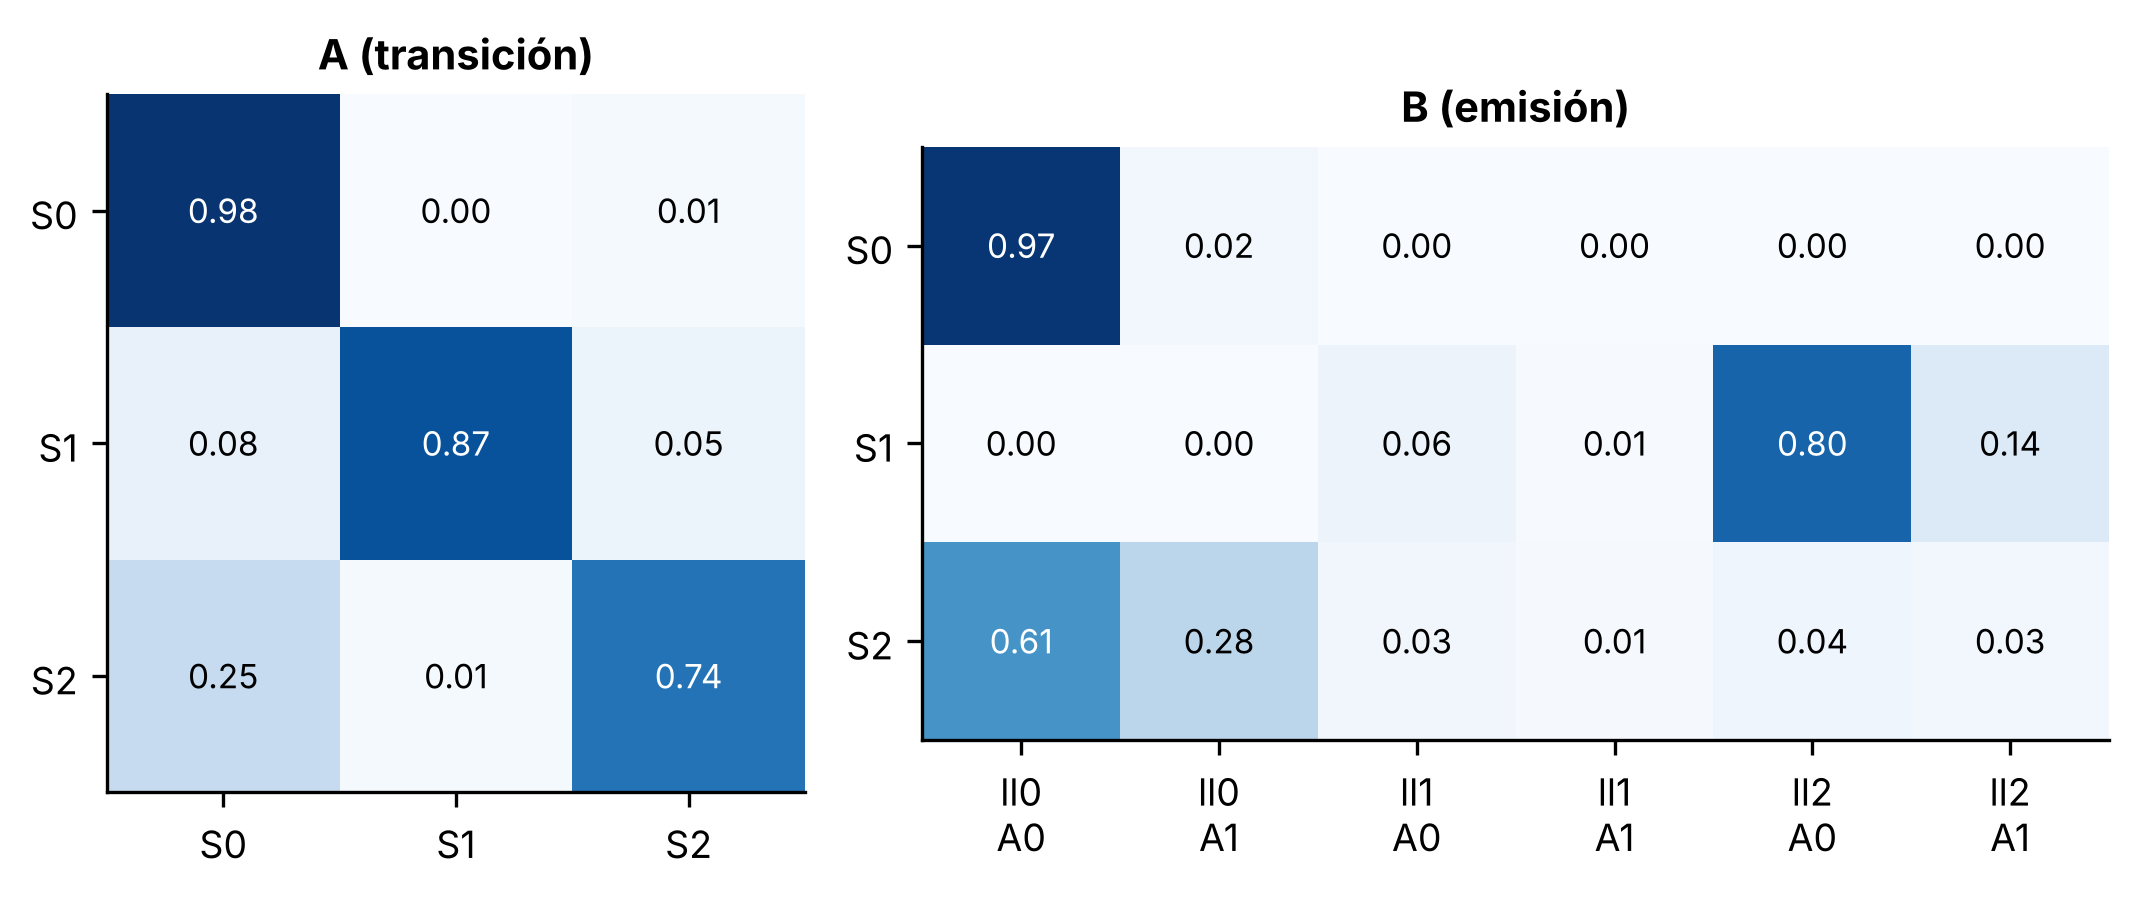 A (transición)
S0 0.98 0.00 0.01
S1 0.08 0.87 0.05
S2 0.25 0.01 0.74
S0 S1 S2
B (emisión)
S0 0.97 0.02 0.00 0.00 0.00 0.00
S1 0.00 0.00 0.06 0.01 0.80 0.14
S2 0.61 0.28 0.03 0.01 0.04 0.03
II0 II0 II1 II1 II2 II2
A0 A1 A0 A1 A0 A1